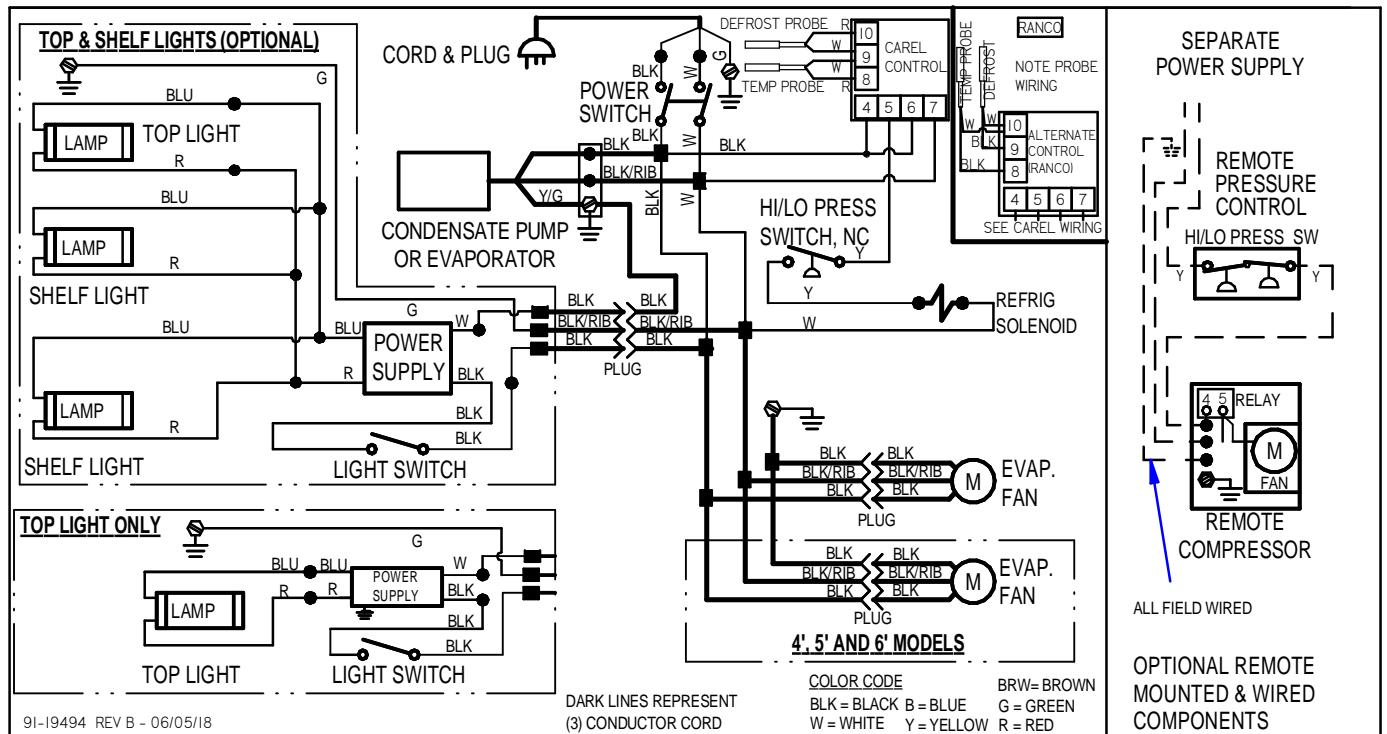 TOP & SHELF LIGHTS (OPTIONAL)
G
BLU
LAMP
TOP LIGHT
R
BLU
LAMP
R
SHELF LIGHT
BLU
BLU
G
W
POWER
SUPPLY
R
BLK
LAMP
R
BLK
BLK
LIGHT SWITCH
SHELF LIGHT
TOP LIGHT ONLY
G
BLU
BLU
W
POWER
SUPPLY
R
R
BLK
LAMP
BLK
BLK
TOP LIGHT
LIGHT SWITCH
91-19494 REV B - 06/05/18
CORD & PLUG
BLK
W
G
POWER
SWITCH
BLK
W
BLK
BLK
BLK/RIB
Y/G
BLK
W
CONDENSATE PUMP
OR EVAPORATOR
DEFROST PROBE
R
W
W
TEMP PROBE
R
10
9
8
CAREL
CONTROL
4 5 6 7
RANCO
TEMP PROBE
DEFROST
NOTE PROBE
WIRING
W
W
BLK
BLK
10
9
8
ALTERNATE
CONTROL
(RANCO)
4 5 6 7
SEE CAREL WIRING
HI/LO PRESS
SWITCH, NC
Y
Y
REFRIG
SOLENOID
W
BLK
BLK
BLK/RIB
BLK/RIB
BLK
BLK
PLUG
BLK
BLK
BLK/RIB
BLK/RIB
BLK
BLK
PLUG
M
EVAP.
FAN
BLK
BLK
BLK/RIB
BLK/RIB
BLK
BLK
PLUG
M
EVAP.
FAN
4', 5' AND 6' MODELS
DARK LINES REPRESENT
(3) CONDUCTOR CORD
COLOR CODE
BLK = BLACK B = BLUE
W = WHITE Y = YELLOW
BRW= BROWN
G = GREEN
R = RED
SEPARATE
POWER SUPPLY
REMOTE
PRESSURE
CONTROL
HI/LO PRESS SW
Y
Y
4 5 RELAY
M
FAN
REMOTE
COMPRESSOR
ALL FIELD WIRED
OPTIONAL REMOTE
MOUNTED & WIRED
COMPONENTS